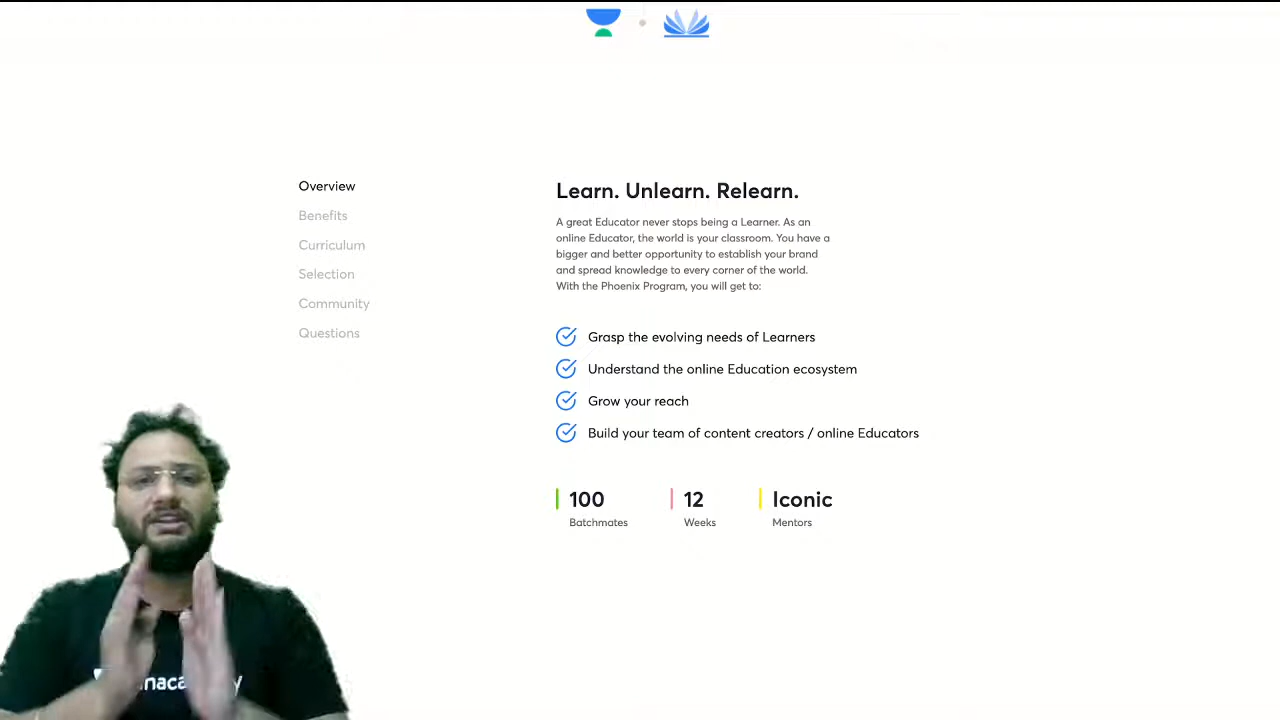 Overview
Benefits
Curriculum
Selection
Community
Questions
Learn. Unlearn. Relearn.
A great Educator never stops being a Learner. As an
online Educator, the world is your classroom. You have a
bigger and better opportunity to establish your brand
and spread knowledge to every corner of the world.
With the Phoenix Program, you will get to:
Grasp the evolving needs of Learners
Understand the online Education ecosystem
Grow your reach
Build your team of content creators / online Educators
100
Batchmates
12
Weeks
Iconic
Mentors